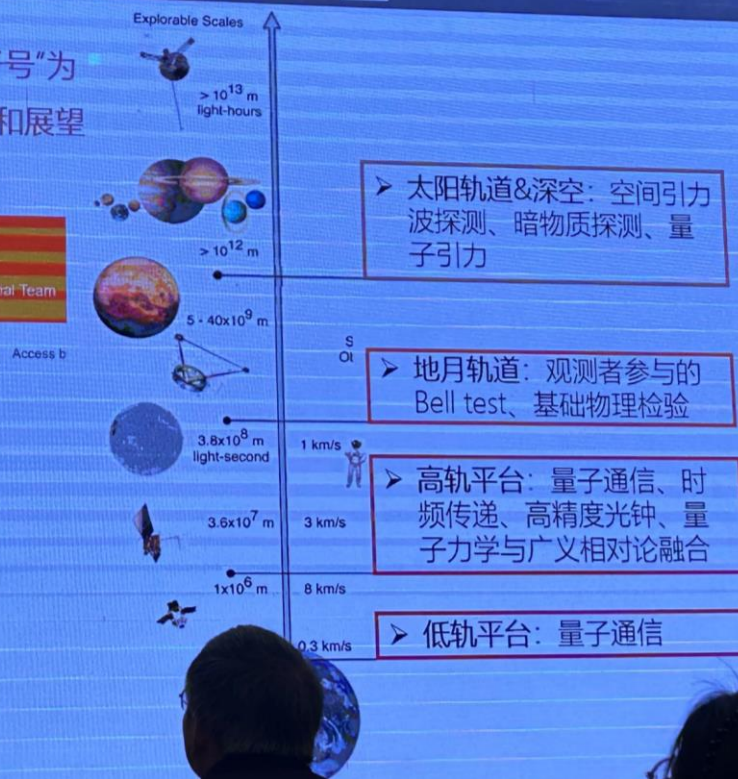 Explorable Scales
号”为
和展望
> 10¹³ m
light-hours
太阳轨道&深空：空间引力
波探测、暗物质探测、量
子引力
> 10¹² m
al Team
5 - 40x10⁹ m
Access b
S
Ot
地月轨道：观测者参与的
Bell test、基础物理检验
3.8x10⁸ m
light-second
1 km/s
高轨平台：量子通信、时
频传递、高精度光钟、量
子力学与广义相对论融合
3.6x10⁷ m
3 km/s
1x10⁶ m
8 km/s
低轨平台：量子通信
0.3 km/s